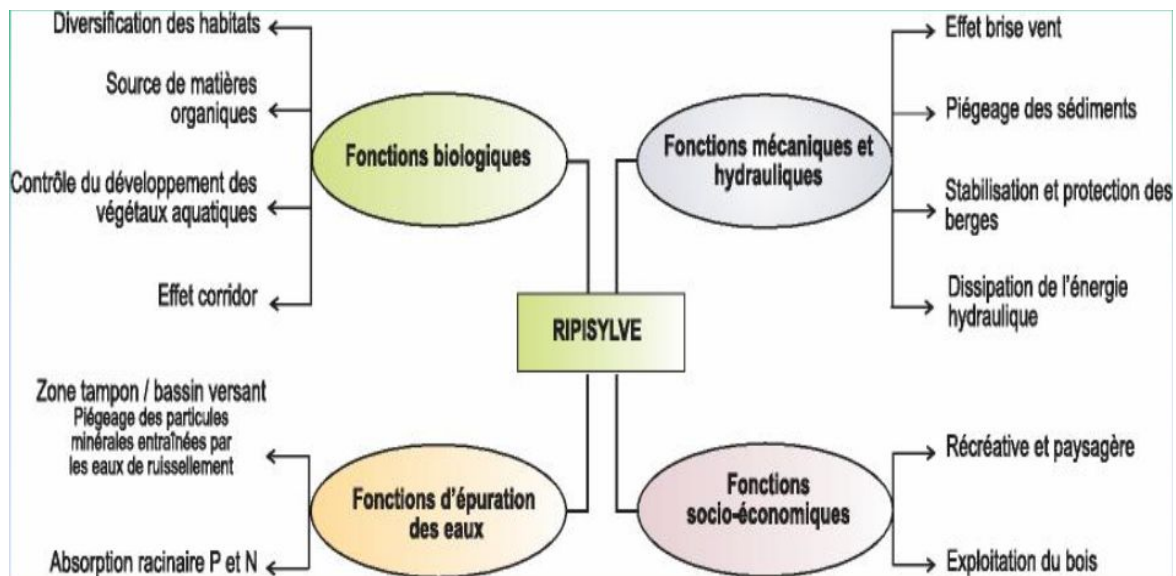 Diversification des habitats
Source de matières
organiques
Contrôle du développement des
végétaux aquatiques
Effet corridor
Fonctions biologiques
Fonctions mécaniques et
hydrauliques
Effet brise vent
Piégeage des sédiments
Stabilisation et protection des
berges
Dissipation de l'énergie
hydraulique
RIPISYLVE
Zone tampon / bassin versant
Piégeage des particules
minérales entraînées par
les eaux de ruissellement
Absorption racinaire P et N
Fonctions d'épuration
des eaux
Fonctions
socio-économiques
Récréative et paysagère
Exploitation du bois